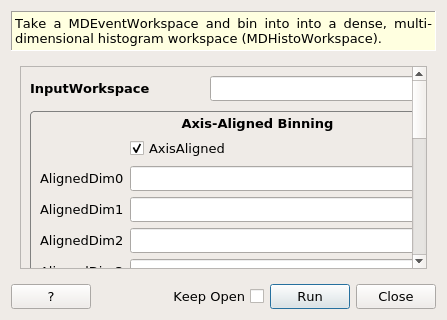 Take a MDEventWorkspace and bin into into a dense, multi-
dimensional histogram workspace (MDHistoWorkspace).
InputWorkspace
Axis-Aligned Binning
AxisAligned
AlignedDim0
AlignedDim1
AlignedDim2
?
Keep Open
Run
Close